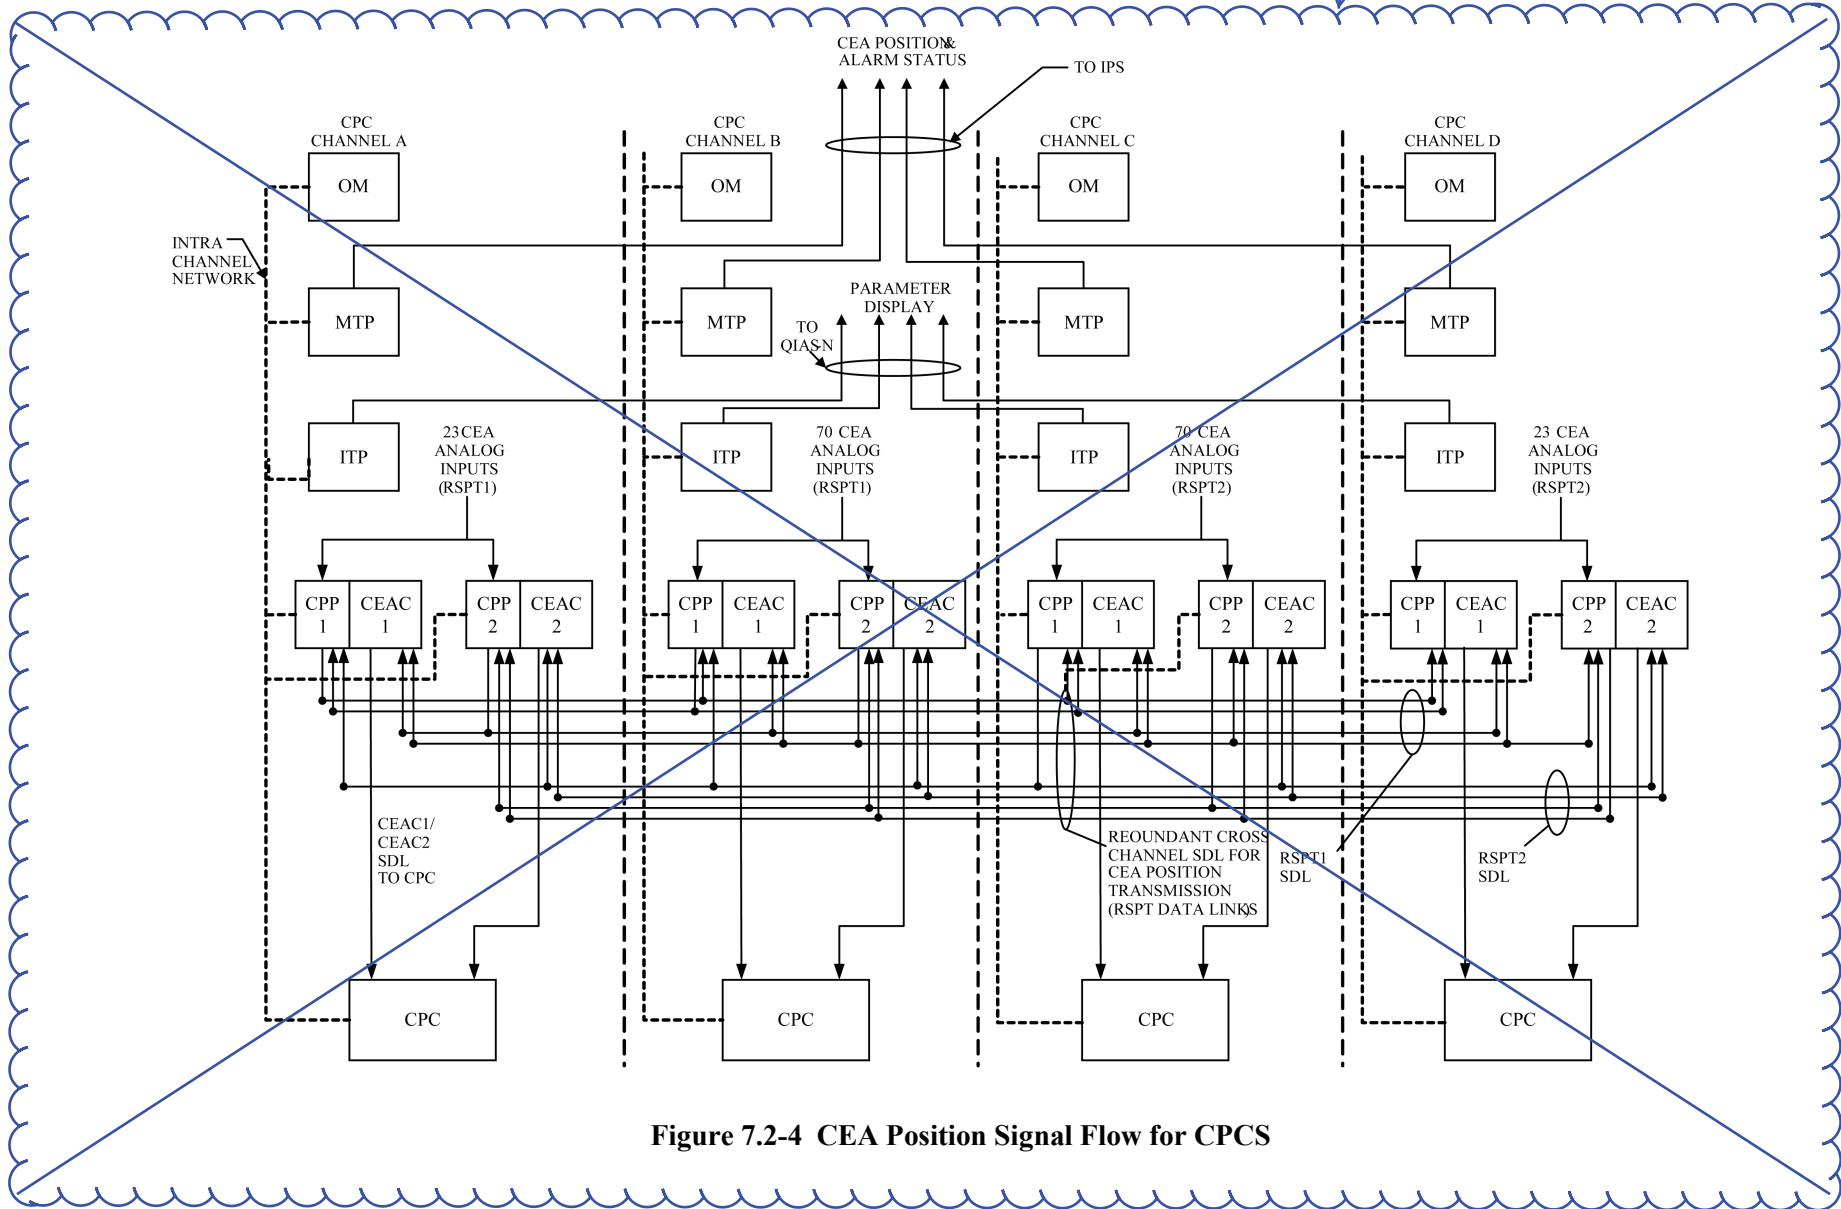 CEA POSITION&
ALARM STATUS
TO IPS
CPC
CHANNEL A
CPC
CHANNEL B
CPC
CHANNEL C
CPC
CHANNEL D
OM
OM
OM
OM
INTRA
CHANNEL
NETWORK
MTP
MTP
MTP
MTP
PARAMETER
DISPLAY
TO
QIAS-N
ITP
ITP
ITP
ITP
23CEA
ANALOG
INPUTS
(RSPT1)
70 CEA
ANALOG
INPUTS
(RSPT1)
70 CEA
ANALOG
INPUTS
(RSPT2)
23 CEA
ANALOG
INPUTS
(RSPT2)
CPP
1
CEAC
1
CPP
2
CEAC
2
CPP
1
CEAC
1
CPP
2
CEAC
2
CPP
1
CEAC
1
CPP
2
CEAC
2
CPP
1
CEAC
1
CPP
2
CEAC
2
CEAC1/
CEAC2
SDL
TO CPC
REOUNDANT CROSS
CHANNEL SDL FOR
CEA POSITION
TRANSMISSION
(RSPT DATA LINKS)
RSPT1
SDL
RSPT2
SDL
CPC
CPC
CPC
CPC
Figure 7.2-4 CEA Position Signal Flow for CPCS